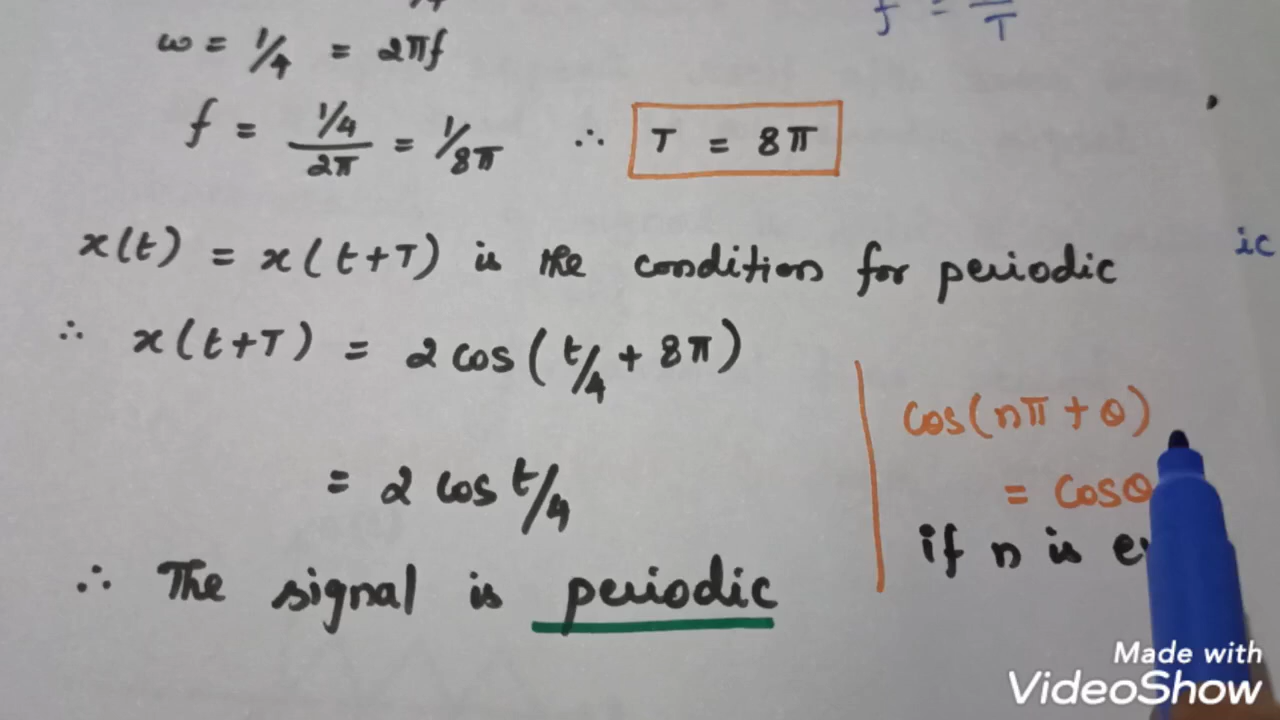 ω = 1/4 = 2πf
f = (1/4)/(2π) = 1/8π ∴ T = 8π
x(t) = x(t+T) is the condition for periodic
∴ x(t+T) = 2 cos(t/4 + 8π)
= 2 cos t/4
∴ The signal is periodic
cos(nπ + θ)
= cosθ
if n is
ic
Made with
VideoShow